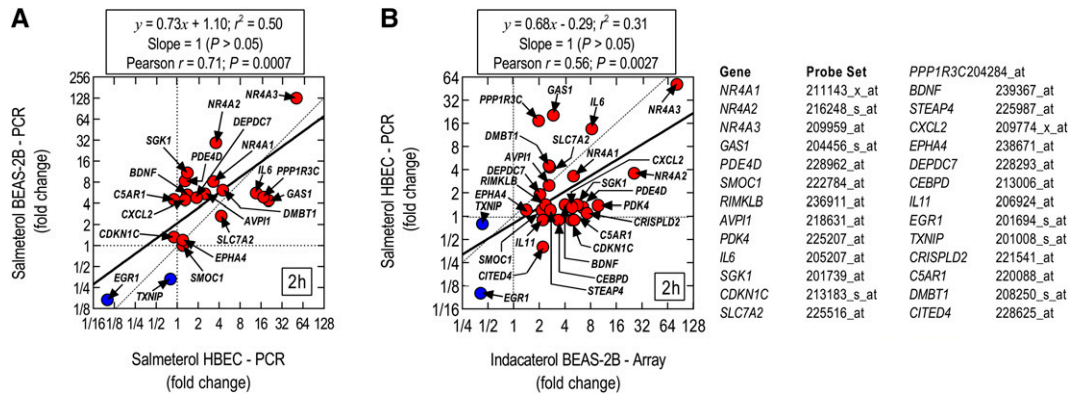 A
y = 0.73x + 1.10; r² = 0.50
Slope = 1 (P > 0.05)
Pearson r = 0.71; P = 0.0007
Salmeterol BEAS-2B - PCR
(fold change)
256
128
64
32
16
8
4
2
1
1/2
1/4
1/8
1/16
NR4A3
NR4A2
DEPDC7
SGK1
PDE4D
NR4A1
BDNF
IL6
PPP1R3C
C5AR1
GAS1
CXCL2
DMBT1
AVPI1
CDKN1C
SLC7A2
EPHA4
EGR1
SMOC1
TXNIP
2h
1/16 1/8 1/4 1/2 1 2 4 8 16 32 64 128
Salmeterol HBEC - PCR
(fold change)
B
y = 0.68x - 0.29; r² = 0.31
Slope = 1 (P > 0.05)
Pearson r = 0.56; P = 0.0027
Salmeterol HBEC - PCR
(fold change)
64
32
16
8
4
2
1
1/2
1/4
1/8
1/16
GAS1
PPP1R3C
IL6
NR4A3
DMBT1
SLC7A2
AVPI1
NR4A1
CXCL2
DEPDC7
NR4A2
RIMKLB
SGK1
EPHA4
PDE4D
TXNIP
PDK4
CRISPLD2
IL11
C5AR1
SMOC1
CDKN1C
BDNF
CITED4
CEBPD
STEAP4
EGR1
2h
1/4 1/2 1 2 4 8 16 32 64 128
Indacaterol BEAS-2B - Array
(fold change)
Gene Probe Set PPP1R3C204284_at
NR4A1 211143_x_at BDNF 239367_at
NR4A2 216248_s_at STEAP4 225987_at
NR4A3 209959_at CXCL2 209774_x_at
GAS1 204456_s_at EPHA4 238671_at
PDE4D 228962_at DEPDC7 228293_at
SMOC1 222784_at CEBPD 213006_at
RIMKLB 236911_at IL11 206924_at
AVPI1 218631_at EGR1 201694_s_at
PDK4 225207_at TXNIP 201008_s_at
IL6 205207_at CRISPLD2 221541_at
SGK1 201739_at C5AR1 220088_at
CDKN1C 213183_s_at DMBT1 208250_s_at
SLC7A2 225516_at CITED4 228625_at